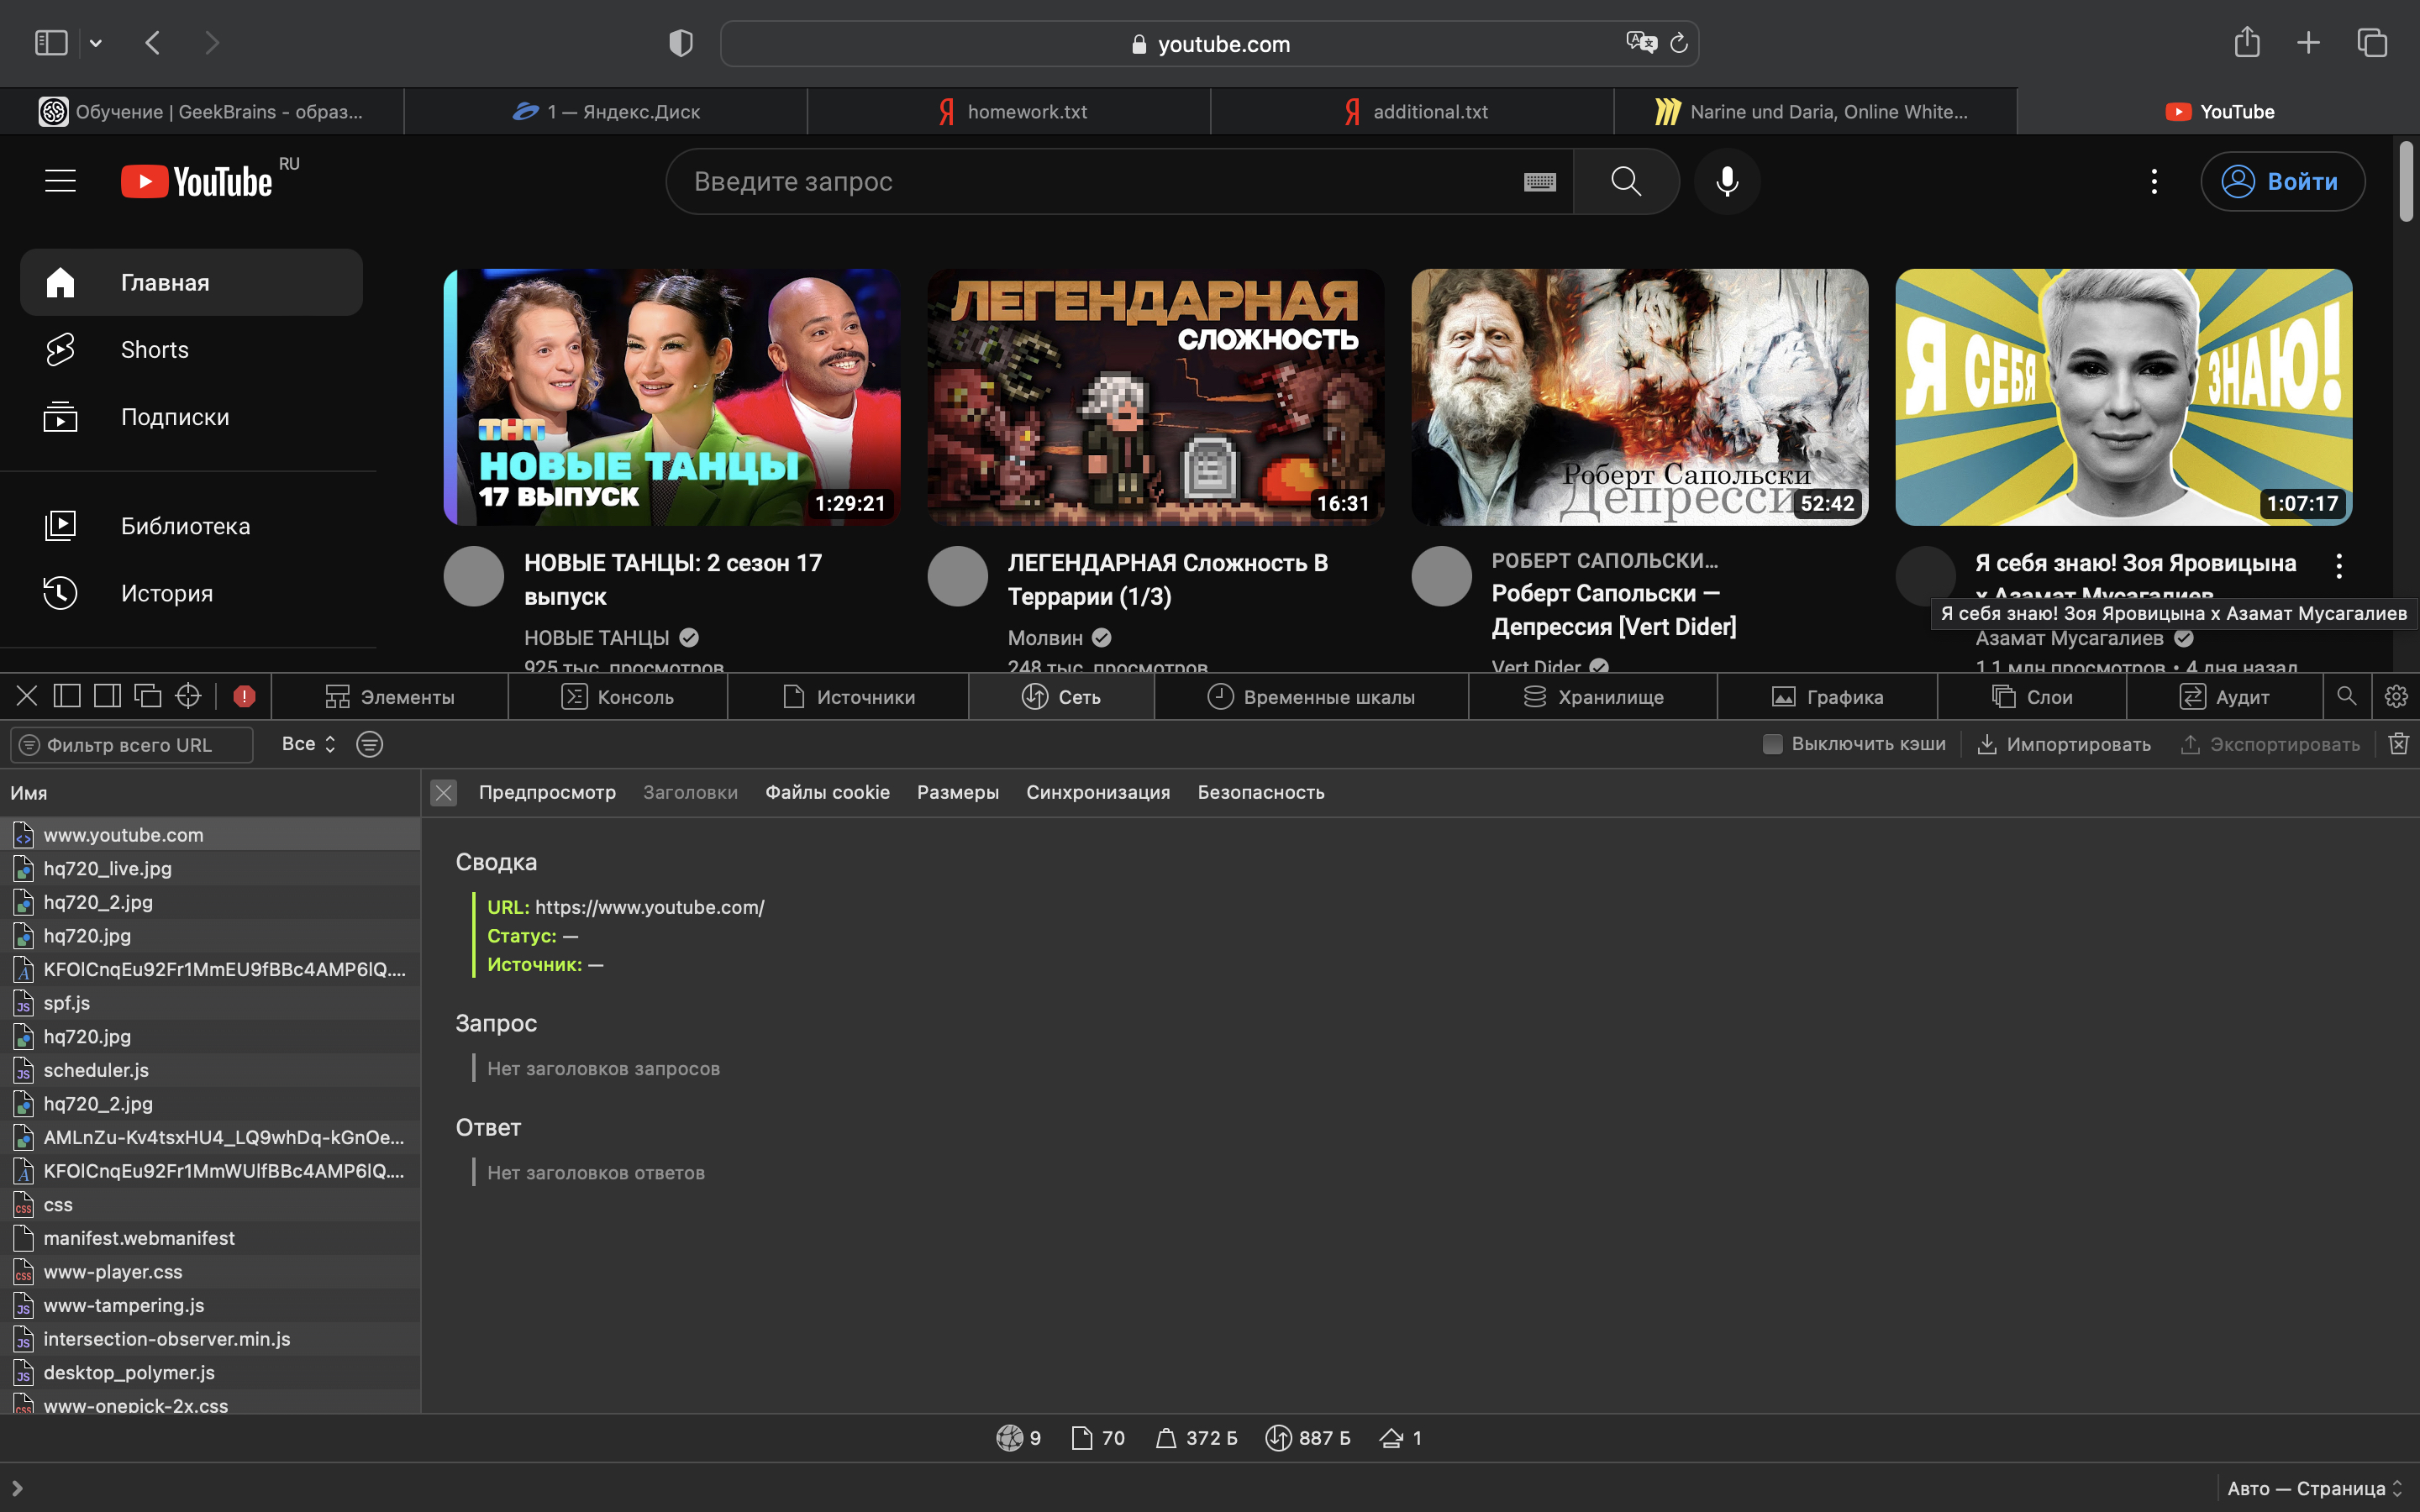 youtube.com
Обучение | GeekBrains - образ...
1 — Яндекс.Диск
homework.txt
additional.txt
Narine und Daria, Online White...
YouTube
YouTube RU
Введите запрос
Войти
Главная
Shorts
Подписки
Библиотека
История
ТНТ
НОВЫЕ ТАНЦЫ
17 ВЫПУСК
1:29:21
НОВЫЕ ТАНЦЫ: 2 сезон 17
выпуск
НОВЫЕ ТАНЦЫ
925 тыс. просмотров
ЛЕГЕНДАРНАЯ
СЛОЖНОСТЬ
16:31
ЛЕГЕНДАРНАЯ Сложность В
Террарии (1/3)
Молвин
248 тыс. просмотров
Роберт Сапольски
Депресси
52:42
РОБЕРТ САПОЛЬСКИ...
Роберт Сапольски —
Депрессия [Vert Dider]
Vert Dider
Я СЕБЯ ЗНАЮ!
1:07:17
Я себя знаю! Зоя Яровицына
х Азамат Мусагалиев
Я себя знаю! Зоя Яровицына х Азамат Мусагалиев
Азамат Мусагалиев
1,1 млн просмотров • 4 дня назад
Элементы
Консоль
Источники
Сеть
Временные шкалы
Хранилище
Графика
Слои
Аудит
Фильтр всего URL
Все
Выключить кэши
Импортировать
Экспортировать
Имя
Предпросмотр
Заголовки
Файлы cookie
Размеры
Синхронизация
Безопасность
www.youtube.com
hq720_live.jpg
hq720_2.jpg
hq720.jpg
KFOlCnqEu92Fr1MmEU9fBBc4AMP6lQ....
spf.js
hq720.jpg
scheduler.js
hq720_2.jpg
AMLnZu-Kv4tsxHU4_LQ9whDq-kGnOe...
KFOlCnqEu92Fr1MmWUlfBBc4AMP6lQ....
css
manifest.webmanifest
www-player.css
www-tampering.js
intersection-observer.min.js
desktop_polymer.js
www-onepick-2x.css
Сводка
URL: https://www.youtube.com/
Статус: —
Источник: —
Запрос
Нет заголовков запросов
Ответ
Нет заголовков ответов
9
70
372 Б
887 Б
1
Авто — Страница